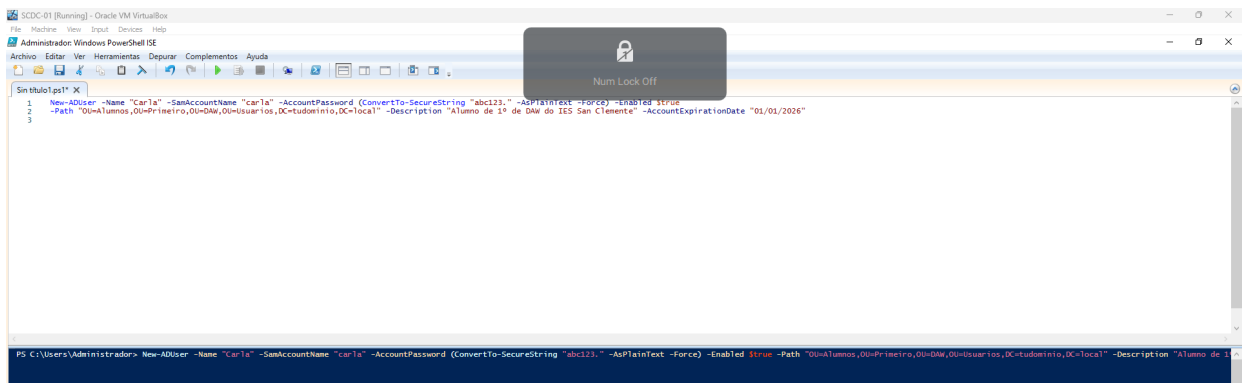 SCDC-01 [Running] - Oracle VM VirtualBox
File Machine View Input Devices Help
Administrador: Windows PowerShell ISE
Archivo Editar Ver Herramientas Depurar Complementos Ayuda
Num Lock Off
Sin título1.ps1* X
1 New-ADUser -Name "Carla" -SamAccountName "carla" -AccountPassword (ConvertTo-SecureString "abc123." -AsPlainText -Force) -Enabled $true
2 -Path "OU=Alumnos,OU=Primeiro,OU=DAW,OU=Usuarios,DC=tudominio,DC=local" -Description "Alumno de 1º de DAW do IES San Clemente" -AccountExpirationDate "01/01/2026"
3
PS C:\Users\Administrador> New-ADUser -Name "Carla" -SamAccountName "carla" -AccountPassword (ConvertTo-SecureString "abc123." -AsPlainText -Force) -Enabled $true -Path "OU=Alumnos,OU=Primeiro,OU=DAW,OU=Usuarios,DC=tudominio,DC=local" -Description "Alumno de 1º